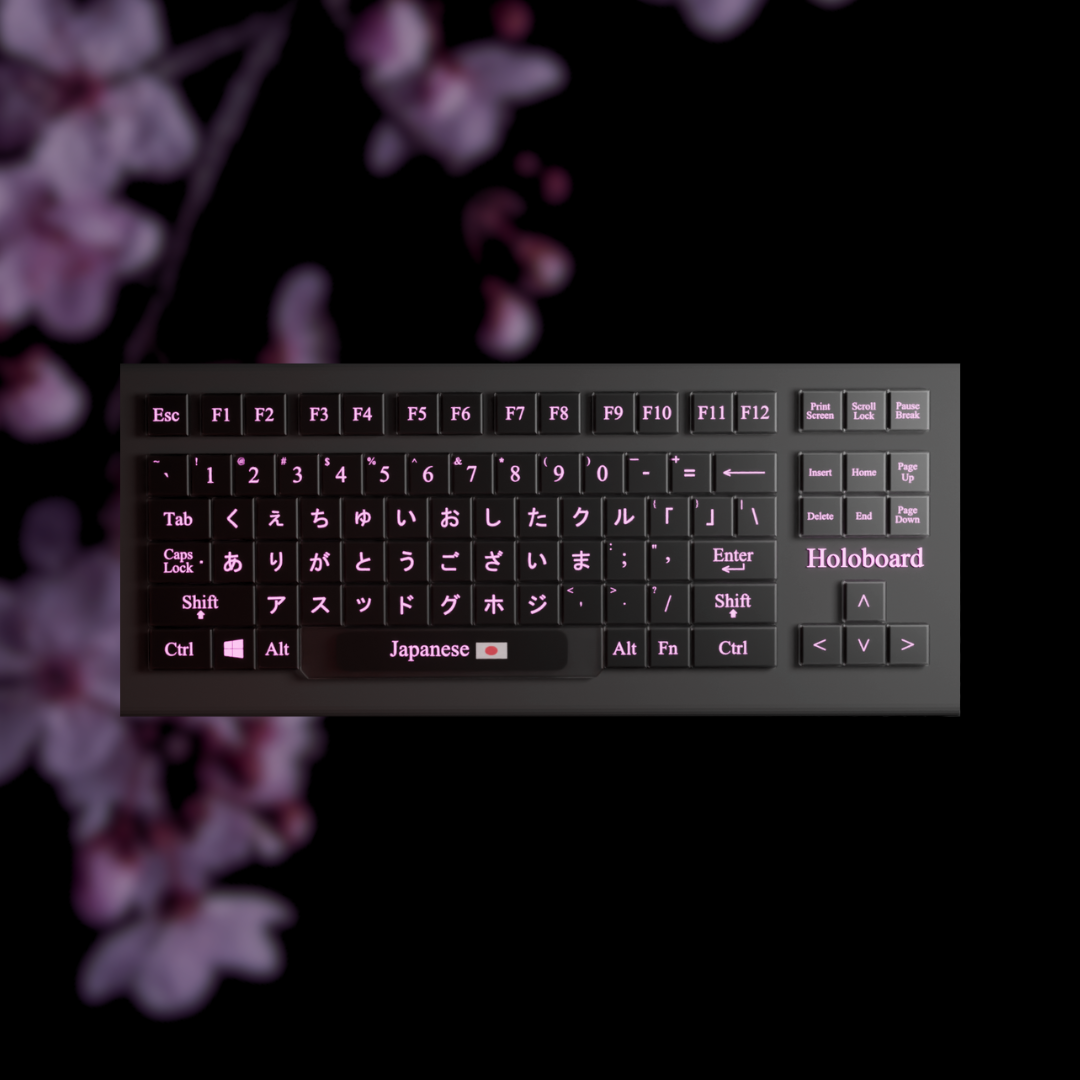 Esc F1 F2 F3 F4 F5 F6 F7 F8 F9 F10 F11 F12 Print Screen Scroll Lock Pause Break
~ ` ! 1 @ 2 # 3 $ 4 % 5 ^ 6 & 7 * 8 ( 9 ) 0 — - + = ← Insert Home Page Up
Tab く ぇ ち ゆ い お し た ク ル ( 「 ) 」 | \ Delete End Page Down
Caps Lock · あ り が と う ご ざ い ま : ; " , Enter ↵ Holoboard
Shift ⬆ ア ス ッ ド グ ホ ジ < , > . ? / Shift ⬆ ˄
Ctrl Alt Japanese Alt Fn Ctrl < ˅ >